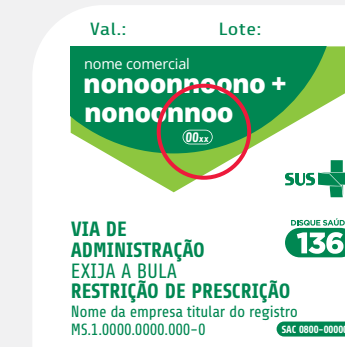 Val.: Lote:
nome comercial
nonoonnoono +
nonoonnoo
00xx
SUS
DISQUE SAÚD
136
VIA DE
ADMINISTRAÇÃO
EXIJA A BULA
RESTRIÇÃO DE PRESCRIÇÃO
Nome da empresa titular do registro
MS.1.0000.0000.000-0
SAC 0800-00000